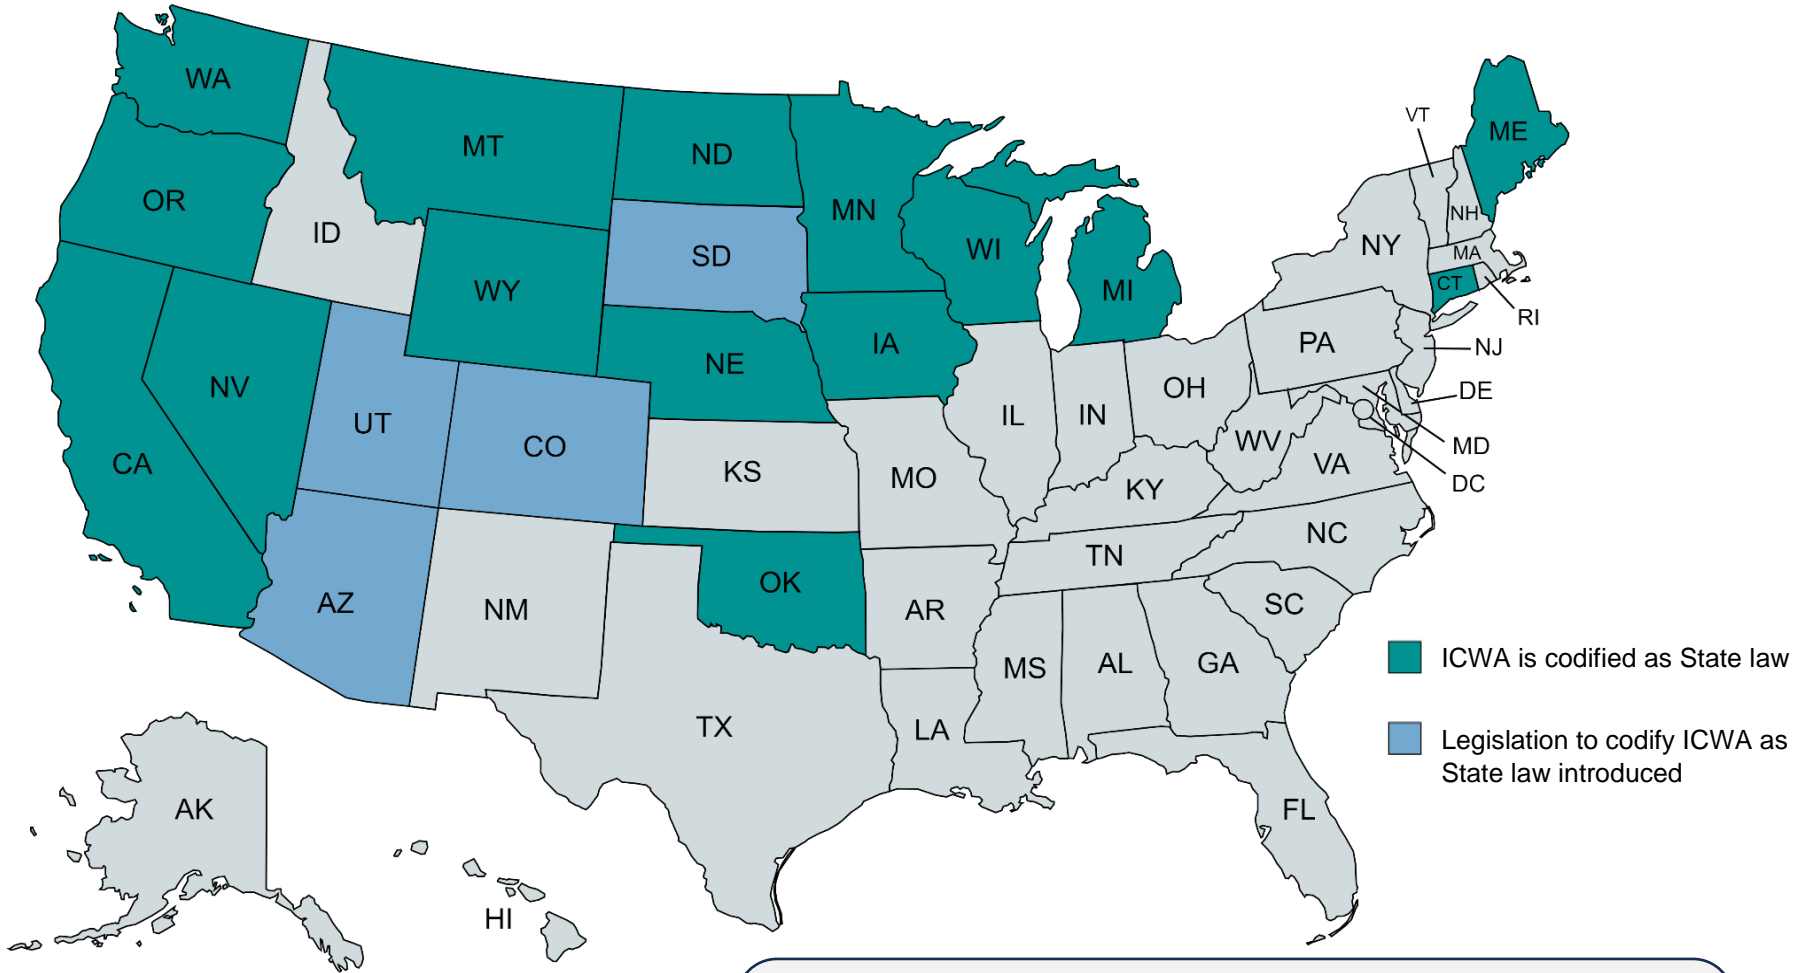 WA
MT
ND
MN
VT
ME
OR
ID
SD
WI
NH
NY
MA
WY
MI
CT
RI
NE
IA
PA
NJ
NV
OH
DE
UT
CO
IL
IN
WV
MD
CA
KS
MO
KY
VA
DC
AZ
NM
OK
AR
TN
NC
SC
MS
AL
GA
TX
LA
AK
HI
FL
ICWA is codified as State law
Legislation to codify ICWA as
State law introduced